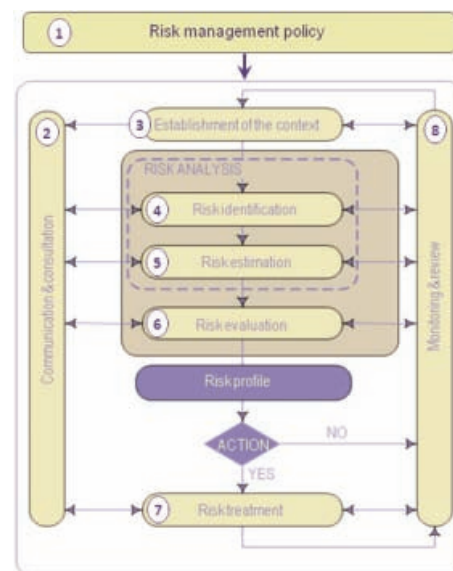 1 Risk management policy
2
3 Establishment of the context
8
RISK ANALYSIS
4 Risk identification
5 Risk estimation
6 Risk evaluation
Communication & consultation
Monitoring & review
Risk profile
ACTION
NO
YES
7 Risk treatment